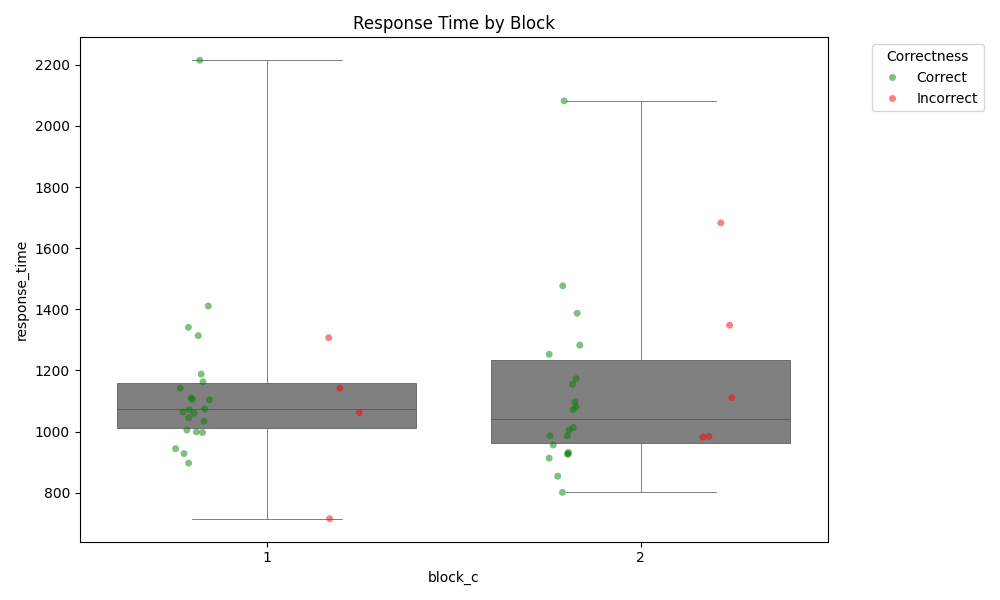 Response Time by Block
Correctness
Correct
Incorrect
response_time
2200
2000
1800
1600
1400
1200
1000
800
1
2
block_c